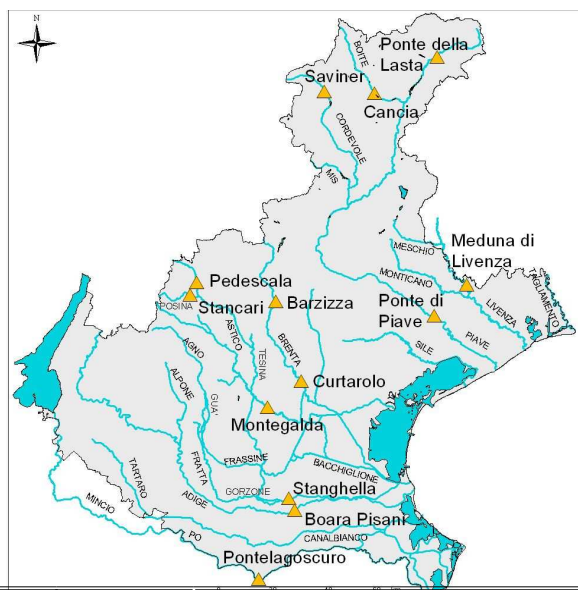 Ponte della
Lasta
BOITE
Saviner
Cancia
CORDEVOLE
MIS
Meduna di
Livenza
MESCHIO
MONTICANO
LIVENZA
TAGLIAMENTO
Pedescala
POSINA
Stancari
Barzizza
Ponte di
Piave
PIAVE
ASTICO
TESINA
BRENTA
SILE
AGNO
ALPONE
GUA'
Curtarolo
Montegalda
FRATTA
FRASSINE
BACCHIGLIONE
TARTARO
GORZONE
Stanghella
ADIGE
MINCIO
Boara Pisani
PO
CANALBIANCO
Pontelagoscuro